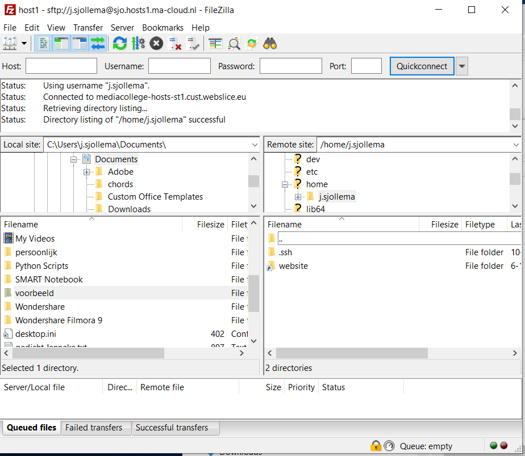 host1 - sftp://j.sjollema@sjo.hosts1.ma-cloud.nl - FileZilla
File Edit View Transfer Server Bookmarks Help
Host: Username: Password: Port: Quickconnect
Status: Using username "j.sjollema".
Status: Connected to mediacollege-hosts-st1.cust.webslice.eu
Status: Retrieving directory listing...
Status: Directory listing of "/home/j.sjollema" successful
Local site: C:\Users\j.sjollema\Documents\
Documents
Adobe
chords
Custom Office Templates
Downloads
Remote site: /home/j.sjollema
dev
etc
home
j.sjollema
lib64
Filename Filesize Filet
My Videos File
persoonlijk File
Python Scripts File
SMART Notebook File
voorbeeld File
Wondershare File
Wondershare Filmora 9 File
desktop.ini 402 Con
Selected 1 directory.
Filename Filesize Filetype Las
..
.ssh File folder 10-
website File folder 6-1
2 directories
Server/Local file Direc... Remote file Size Priority Status
Queued files Failed transfers Successful transfers
Queue: empty